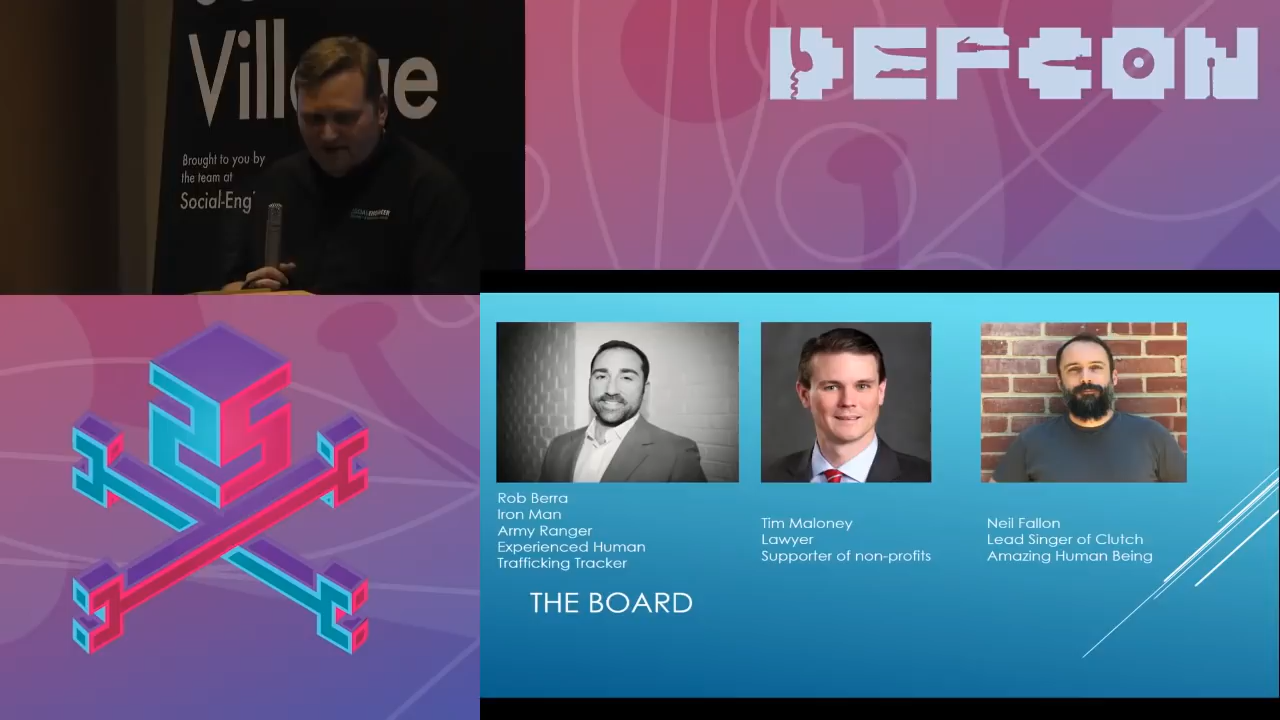 Vill ge
Brought to you by
the team at
Social-Eng
DEFCON
Rob Berra
Iron Man
Army Ranger
Experienced Human
Trafficking Tracker
Tim Maloney
Lawyer
Supporter of non-profits
Neil Fallon
Lead Singer of Clutch
Amazing Human Being
THE BOARD